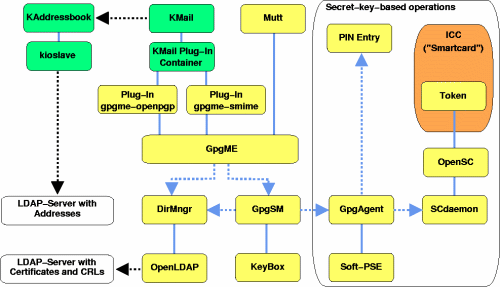 Secret-key-based operations
KAddressbook
KMail
Mutt
PIN Entry
ICC
("Smartcard")
kioslave
KMail Plug-In
Container
Plug-In
gpgme-openpgp
Plug-In
gpgme-smime
Token
GpgME
OpenSC
LDAP-Server with
Addresses
DirMngr
GpgSM
GpgAgent
SCdaemon
LDAP-Server with
Certificates and CRLs
OpenLDAP
KeyBox
Soft-PSE